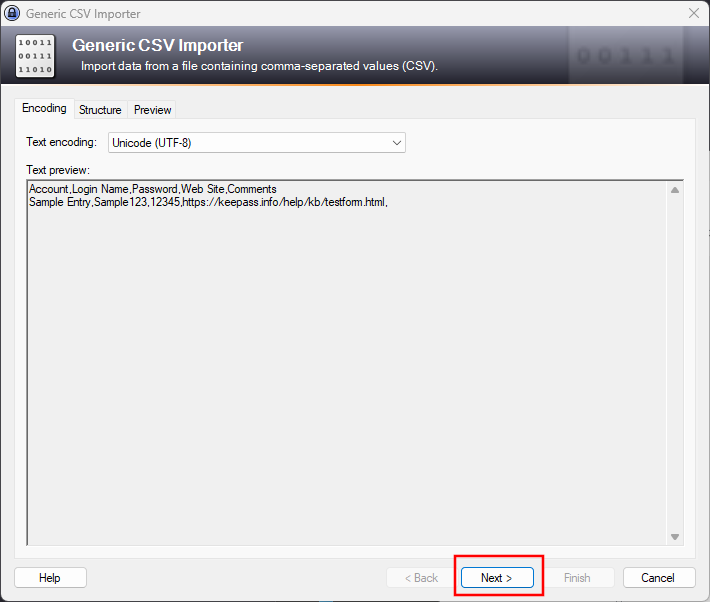 Generic CSV Importer
10011
00111
11010
Generic CSV Importer
Import data from a file containing comma-separated values (CSV).
00111
Encoding Structure Preview
Text encoding: Unicode (UTF-8)
Text preview:
Account,Login Name,Password,Web Site,Comments
Sample Entry,Sample123,12345,https://keepass.info/help/kb/testform.html,
Help < Back Next > Finish Cancel